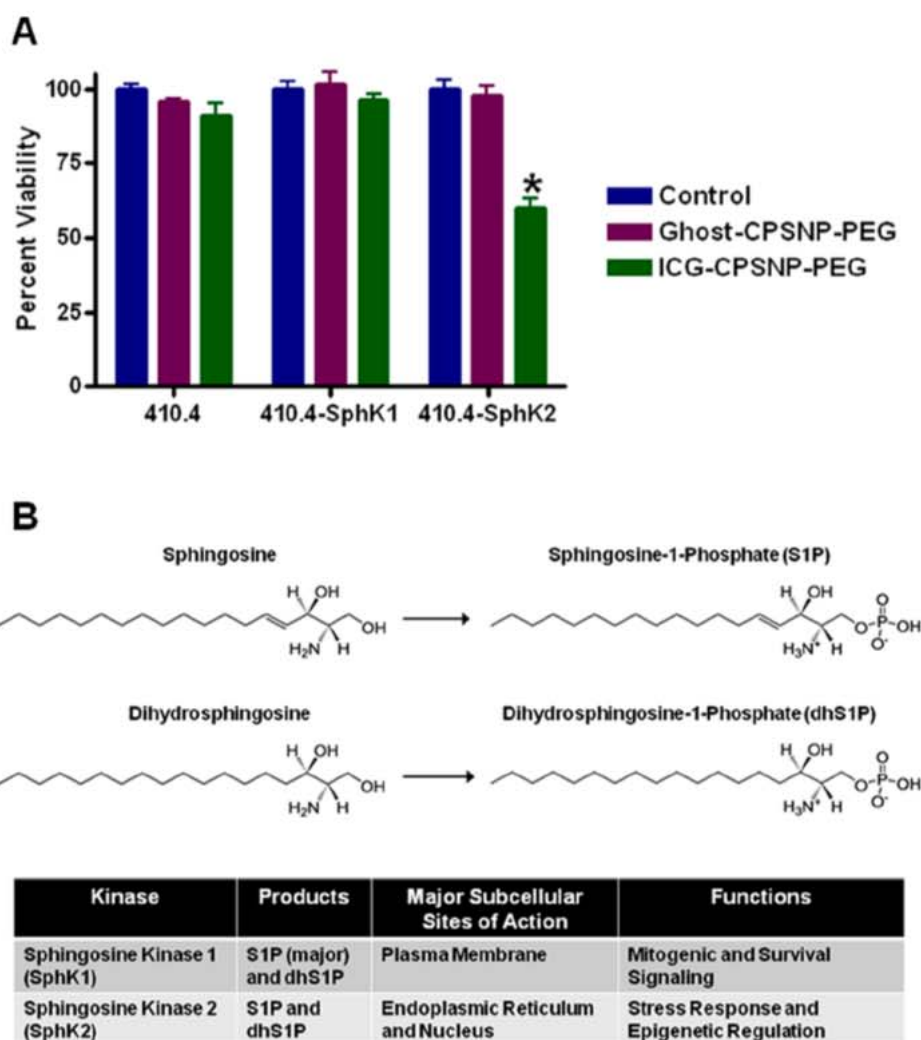 A
Percent Viability
100
75
50
25
0
*
410.4 410.4-SphK1 410.4-SphK2
Control
Ghost-CPSNP-PEG
ICG-CPSNP-PEG
B
Sphingosine
Sphingosine-1-Phosphate (S1P)
H OH
OH
H₂N H
H OH
O
O P OH
O⁻
H₃N⁺ H
Dihydrosphingosine
Dihydrosphingosine-1-Phosphate (dhS1P)
H OH
OH
H₂N H
H OH
O
O P OH
O⁻
H₃N⁺ H
Kinase
Products
Major Subcellular
Sites of Action
Functions
Sphingosine Kinase 1
(SphK1)
S1P (major)
and dhS1P
Plasma Membrane
Mitogenic and Survival
Signaling
Sphingosine Kinase 2
(SphK2)
S1P and
dhS1P
Endoplasmic Reticulum
and Nucleus
Stress Response and
Epigenetic Regulation